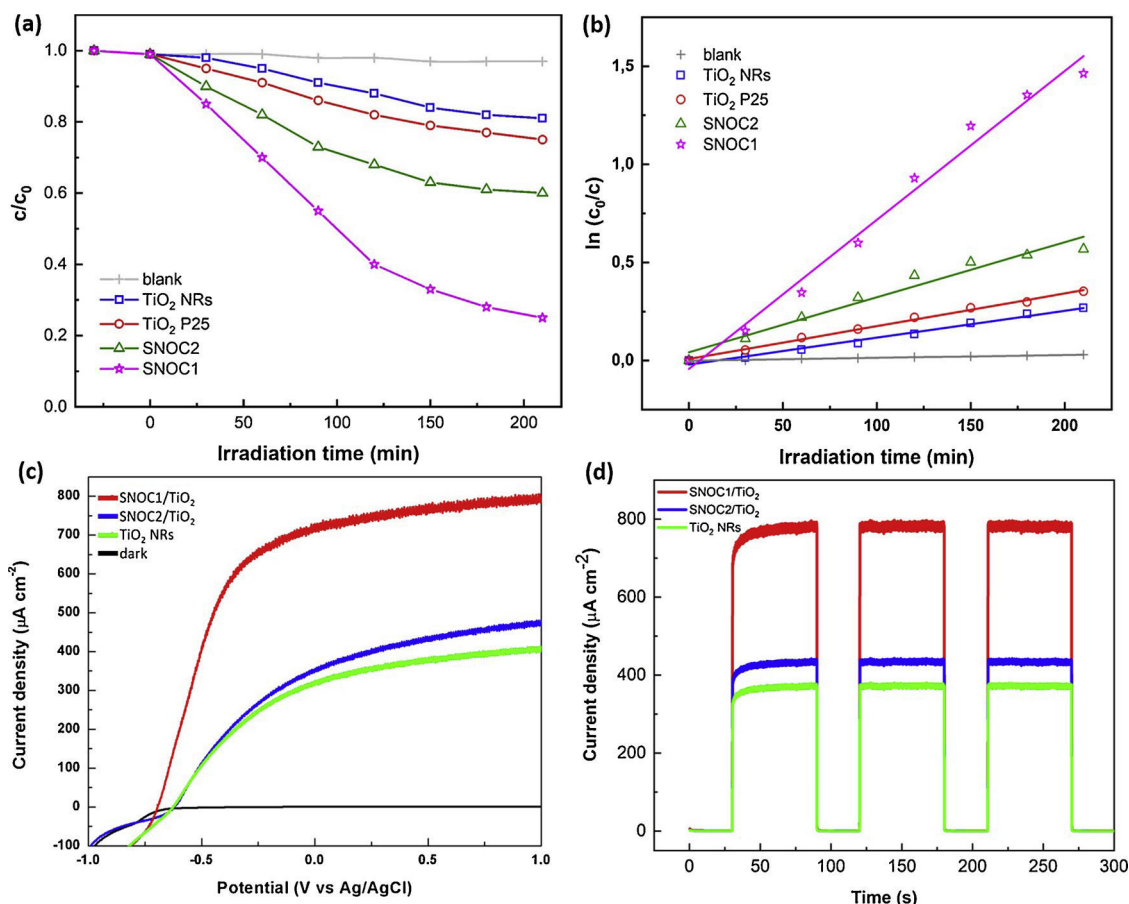 (a)
1.0
0.8
0.6
0.4
0.2
0.0
c/c₀
blank
TiO₂ NRs
TiO₂ P25
SNOC2
SNOC1
0
50
100
150
200
Irradiation time (min)
(b)
1,5
1,0
0,5
0,0
ln (c₀/c)
blank
TiO₂ NRs
TiO₂ P25
SNOC2
SNOC1
0
50
100
150
200
Irradiation time (min)
(c)
800
700
600
500
400
300
200
100
0
-100
Current density (µA cm⁻²)
SNOC1/TiO₂
SNOC2/TiO₂
TiO₂ NRs
dark
-1.0
-0.5
0.0
0.5
1.0
Potential (V vs Ag/AgCl)
(d)
800
600
400
200
0
Current density (µA cm⁻²)
SNOC1/TiO₂
SNOC2/TiO₂
TiO₂ NRs
0
50
100
150
200
250
300
Time (s)